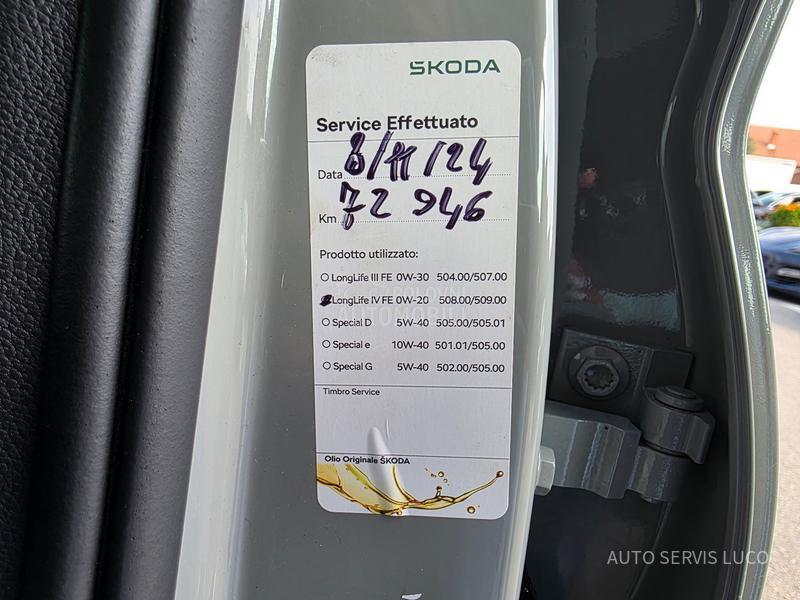 ŠKODA
Service Effettuato
Data 8/11/24
Km 72 946
Prodotto utilizzato:
LongLife III FE 0W-30 504.00/507.00
LongLife IV FE 0W-20 508.00/509.00
Special D 5W-40 505.00/505.01
Special e 10W-40 501.01/505.00
Special G 5W-40 502.00/505.00
Timbro Service
Olio Originale ŠKODA
POLOVNI
AUTOMOBILI
AUTO SERVIS LUCO